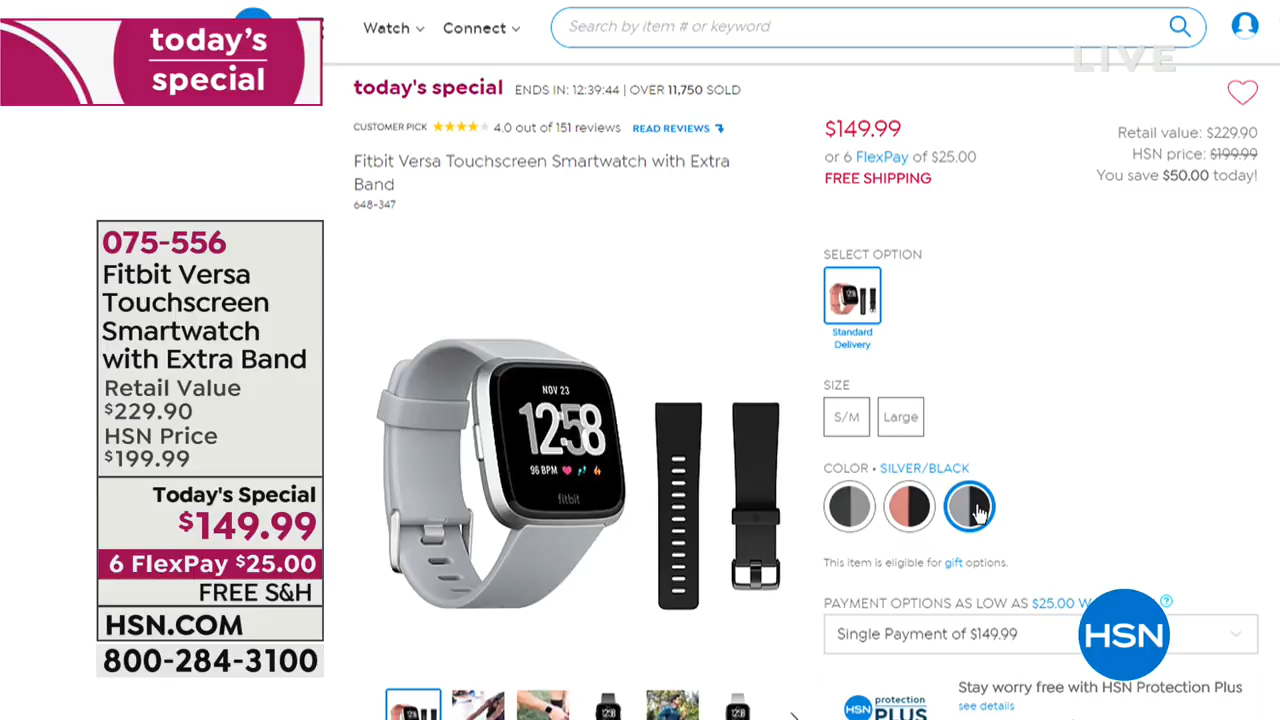 today's
special
Watch
Connect
Search by item # or keyword
LIVE
today's special ENDS IN: 12:39:44 | OVER 11,750 SOLD
CUSTOMER PICK 4.0 out of 151 reviews READ REVIEWS
Fitbit Versa Touchscreen Smartwatch with Extra
Band
648-347
$149.99
or 6 FlexPay of $25.00
FREE SHIPPING
Retail value: $229.90
HSN price: $199.99
You save $50.00 today!
075-556
Fitbit Versa
Touchscreen
Smartwatch
with Extra Band
Retail Value
$229.90
HSN Price
$199.99
Today's Special
$149.99
6 FlexPay $25.00
FREE S&H
HSN.COM
800-284-3100
NOV 23
12:58
96 BPM
fitbit
SELECT OPTION
Standard
Delivery
SIZE
S/M
Large
COLOR • SILVER/BLACK
This item is eligible for gift options.
PAYMENT OPTIONS AS LOW AS $25.00
Single Payment of $149.99
HSN
HSN protection
PLUS
Stay worry free with HSN Protection Plus
see details